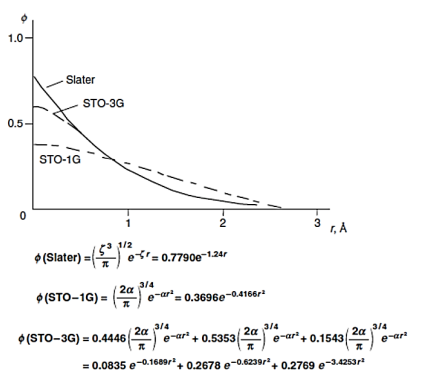 ϕ
1.0
Slater
STO-3G
0.5
STO-1G
0
1 2 3
r, Å
ϕ (Slater) = (ζ³/π)^1/2 e^−ζr = 0.7790e^−1.24r
ϕ (STO−1G) = (2α/π)^3/4 e^−αr² = 0.3696e^−0.4166r²
ϕ (STO−3G) = 0.4446 (2α/π)^3/4 e^−αr² + 0.5353 (2α/π)^3/4 e^−αr² + 0.1543 (2α/π)^3/4 e^−αr²
= 0.0835 e^−0.1689r² + 0.2678 e^−0.6239r² + 0.2769 e^−3.4253r²